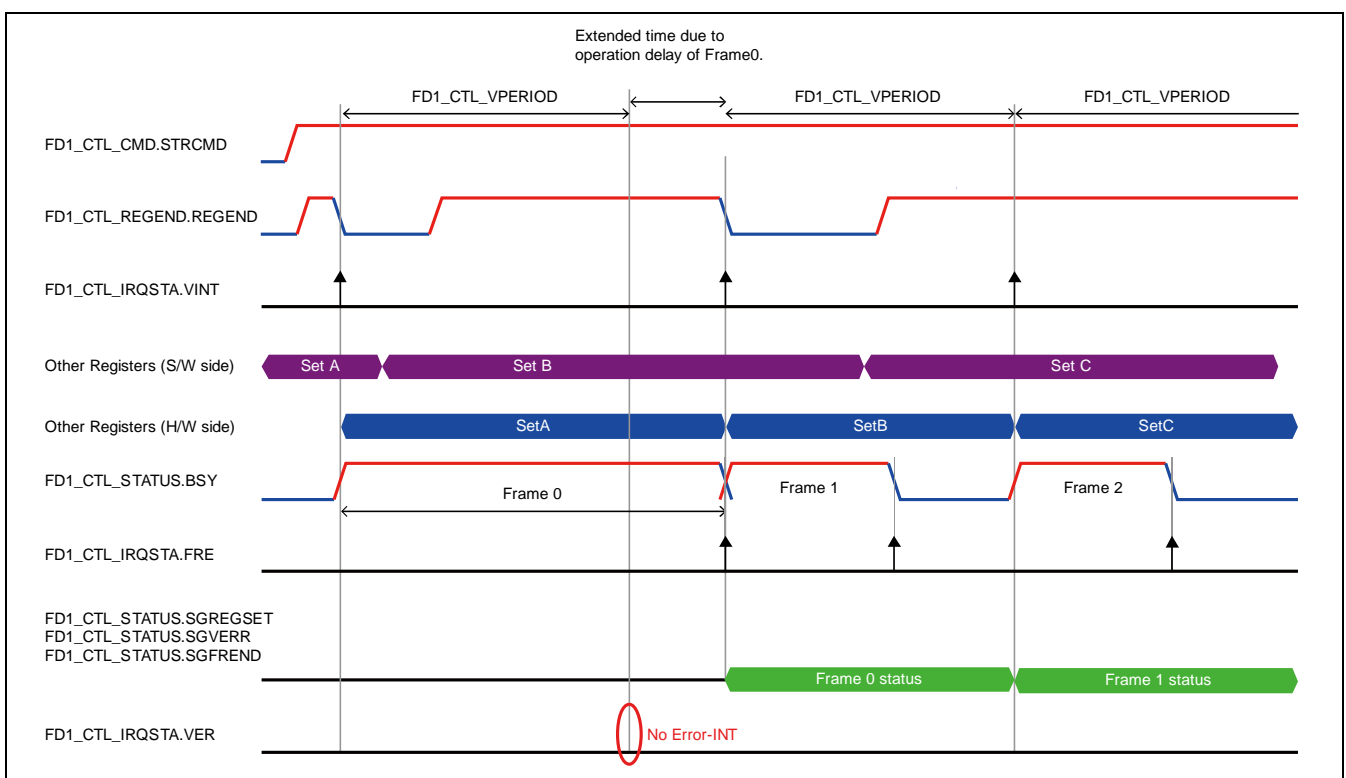 Extended time due to
operation delay of Frame0.
FD1_CTL_VPERIOD
FD1_CTL_VPERIOD
FD1_CTL_VPERIOD
FD1_CTL_CMD.STRCMD
FD1_CTL_REGEND.REGEND
FD1_CTL_IRQSTA.VINT
Other Registers (S/W side)
Set A
Set B
Set C
Other Registers (H/W side)
SetA
SetB
SetC
FD1_CTL_STATUS.BSY
Frame 0
Frame 1
Frame 2
FD1_CTL_IRQSTA.FRE
FD1_CTL_STATUS.SGREGSET
FD1_CTL_STATUS.SGVERR
FD1_CTL_STATUS.SGFREND
Frame 0 status
Frame 1 status
FD1_CTL_IRQSTA.VER
No Error-INT